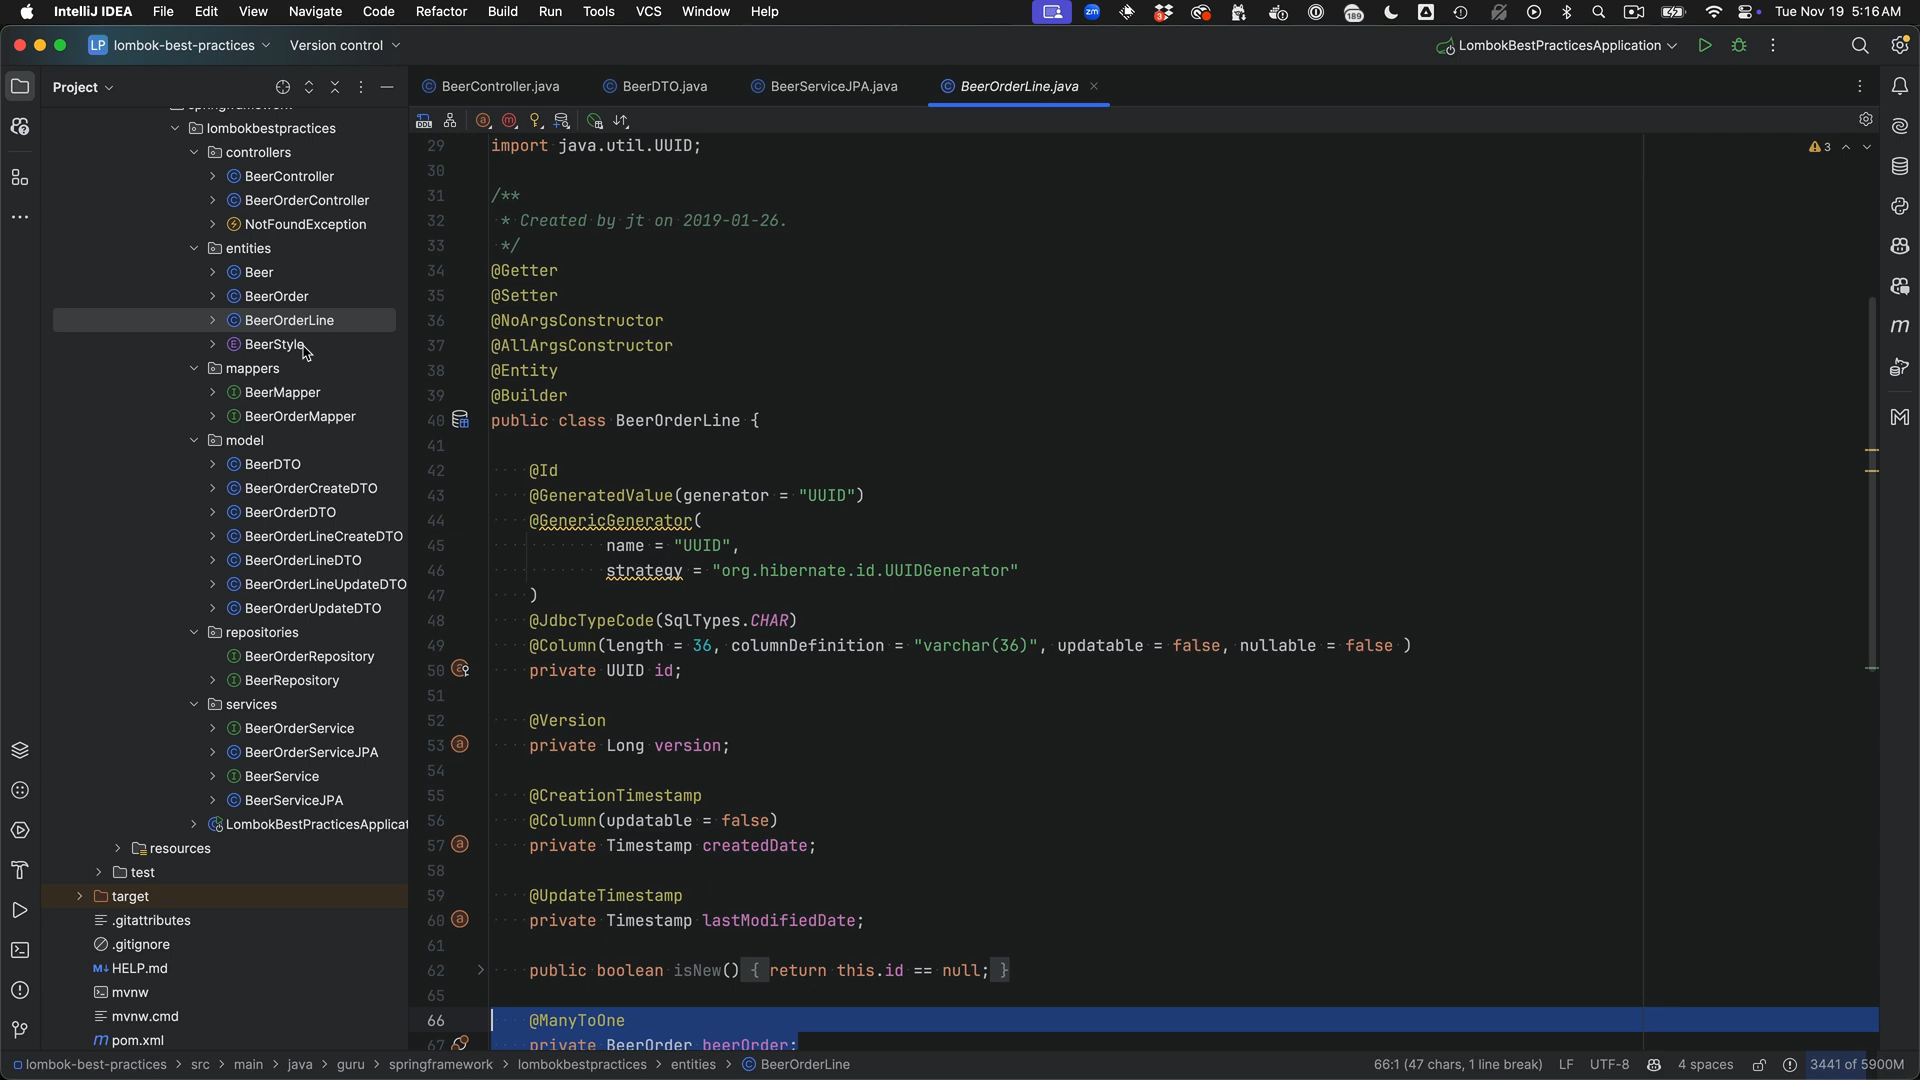 IntelliJ IDEA File Edit View Navigate Code Refactor Build Run Tools VCS Window Help
zm 3 189 Tue Nov 19 5:16 AM
LP lombok-best-practices Version control LombokBestPracticesApplication
Project
BeerController.java BeerDTO.java BeerServiceJPA.java BeerOrderLine.java
DDL
lombokbestpractices
controllers
BeerController
BeerOrderController
NotFoundException
entities
Beer
BeerOrder
BeerOrderLine
BeerStyle
mappers
BeerMapper
BeerOrderMapper
model
BeerDTO
BeerOrderCreateDTO
BeerOrderDTO
BeerOrderLineCreateDTO
BeerOrderLineDTO
BeerOrderLineUpdateDTO
BeerOrderUpdateDTO
repositories
BeerOrderRepository
BeerRepository
services
BeerOrderService
BeerOrderServiceJPA
BeerService
BeerServiceJPA
LombokBestPracticesApplicat
resources
test
target
.gitattributes
.gitignore
HELP.md
mvnw
mvnw.cmd
pom.xml
3
29 import java.util.UUID;
30
31 /**
32 * Created by jt on 2019-01-26.
33 */
34 @Getter
35 @Setter
36 @NoArgsConstructor
37 @AllArgsConstructor
38 @Entity
39 @Builder
40 public class BeerOrderLine {
41
42 @Id
43 @GeneratedValue(generator = "UUID")
44 @GenericGenerator(
45 name = "UUID",
46 strategy = "org.hibernate.id.UUIDGenerator"
47 )
48 @JdbcTypeCode(SqlTypes.CHAR)
49 @Column(length = 36, columnDefinition = "varchar(36)", updatable = false, nullable = false )
50 private UUID id;
51
52 @Version
53 private Long version;
54
55 @CreationTimestamp
56 @Column(updatable = false)
57 private Timestamp createdDate;
58
59 @UpdateTimestamp
60 private Timestamp lastModifiedDate;
61
62 public boolean isNew() { return this.id == null; }
65
66 @ManyToOne
67 private BeerOrder beerOrder;
lombok-best-practices > src > main > java > guru > springframework > lombokbestpractices > entities > BeerOrderLine
66:1 (47 chars, 1 line break) LF UTF-8 4 spaces 3441 of 5900M